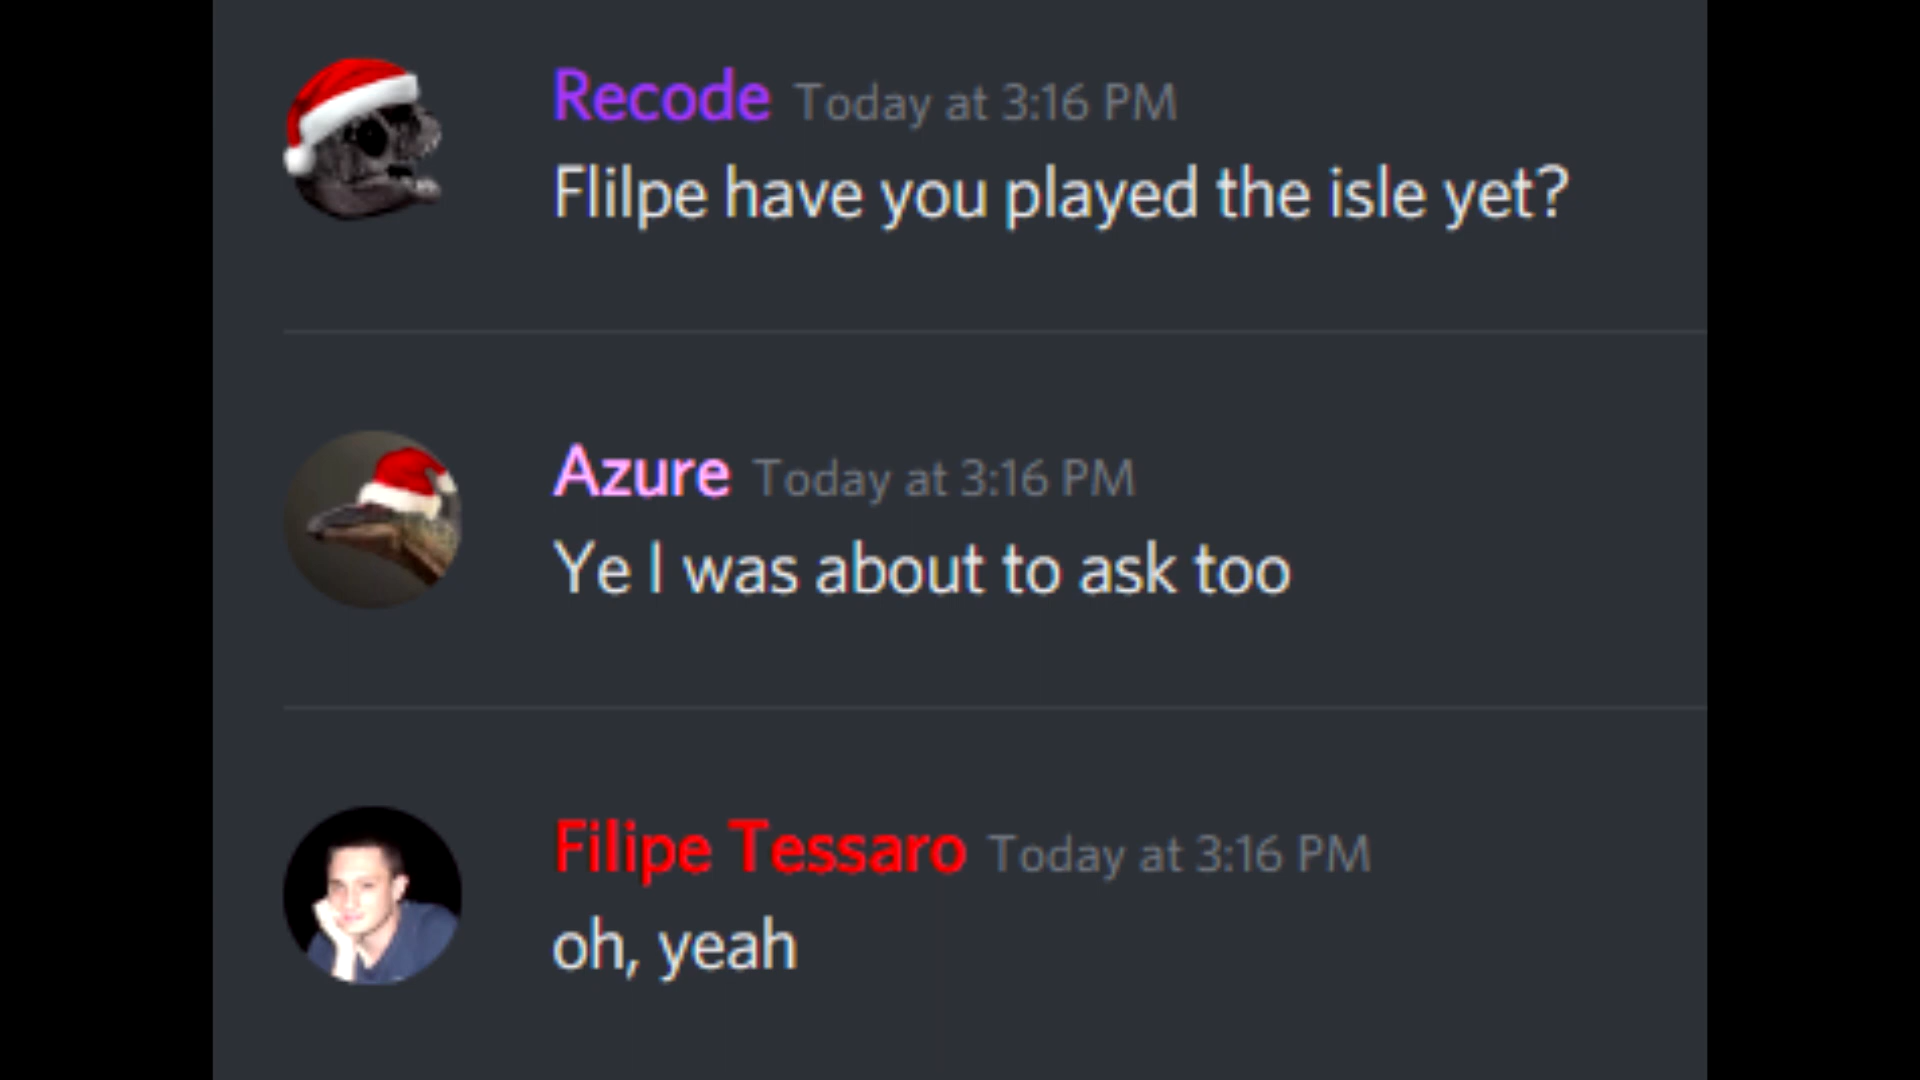 Recode Today at 3:16 PM
Flilpe have you played the isle yet?
Azure Today at 3:16 PM
Ye I was about to ask too
Filipe Tessaro Today at 3:16 PM
oh, yeah